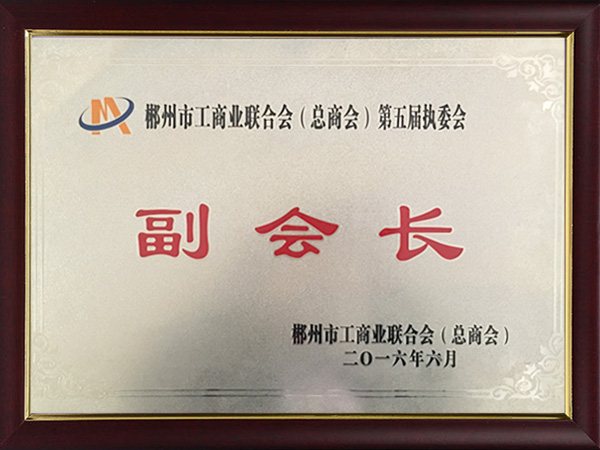 郴州市工商业联合会（总商会）第五届执委会
副会长
郴州市工商业联合会（总商会）
二〇一六年六月